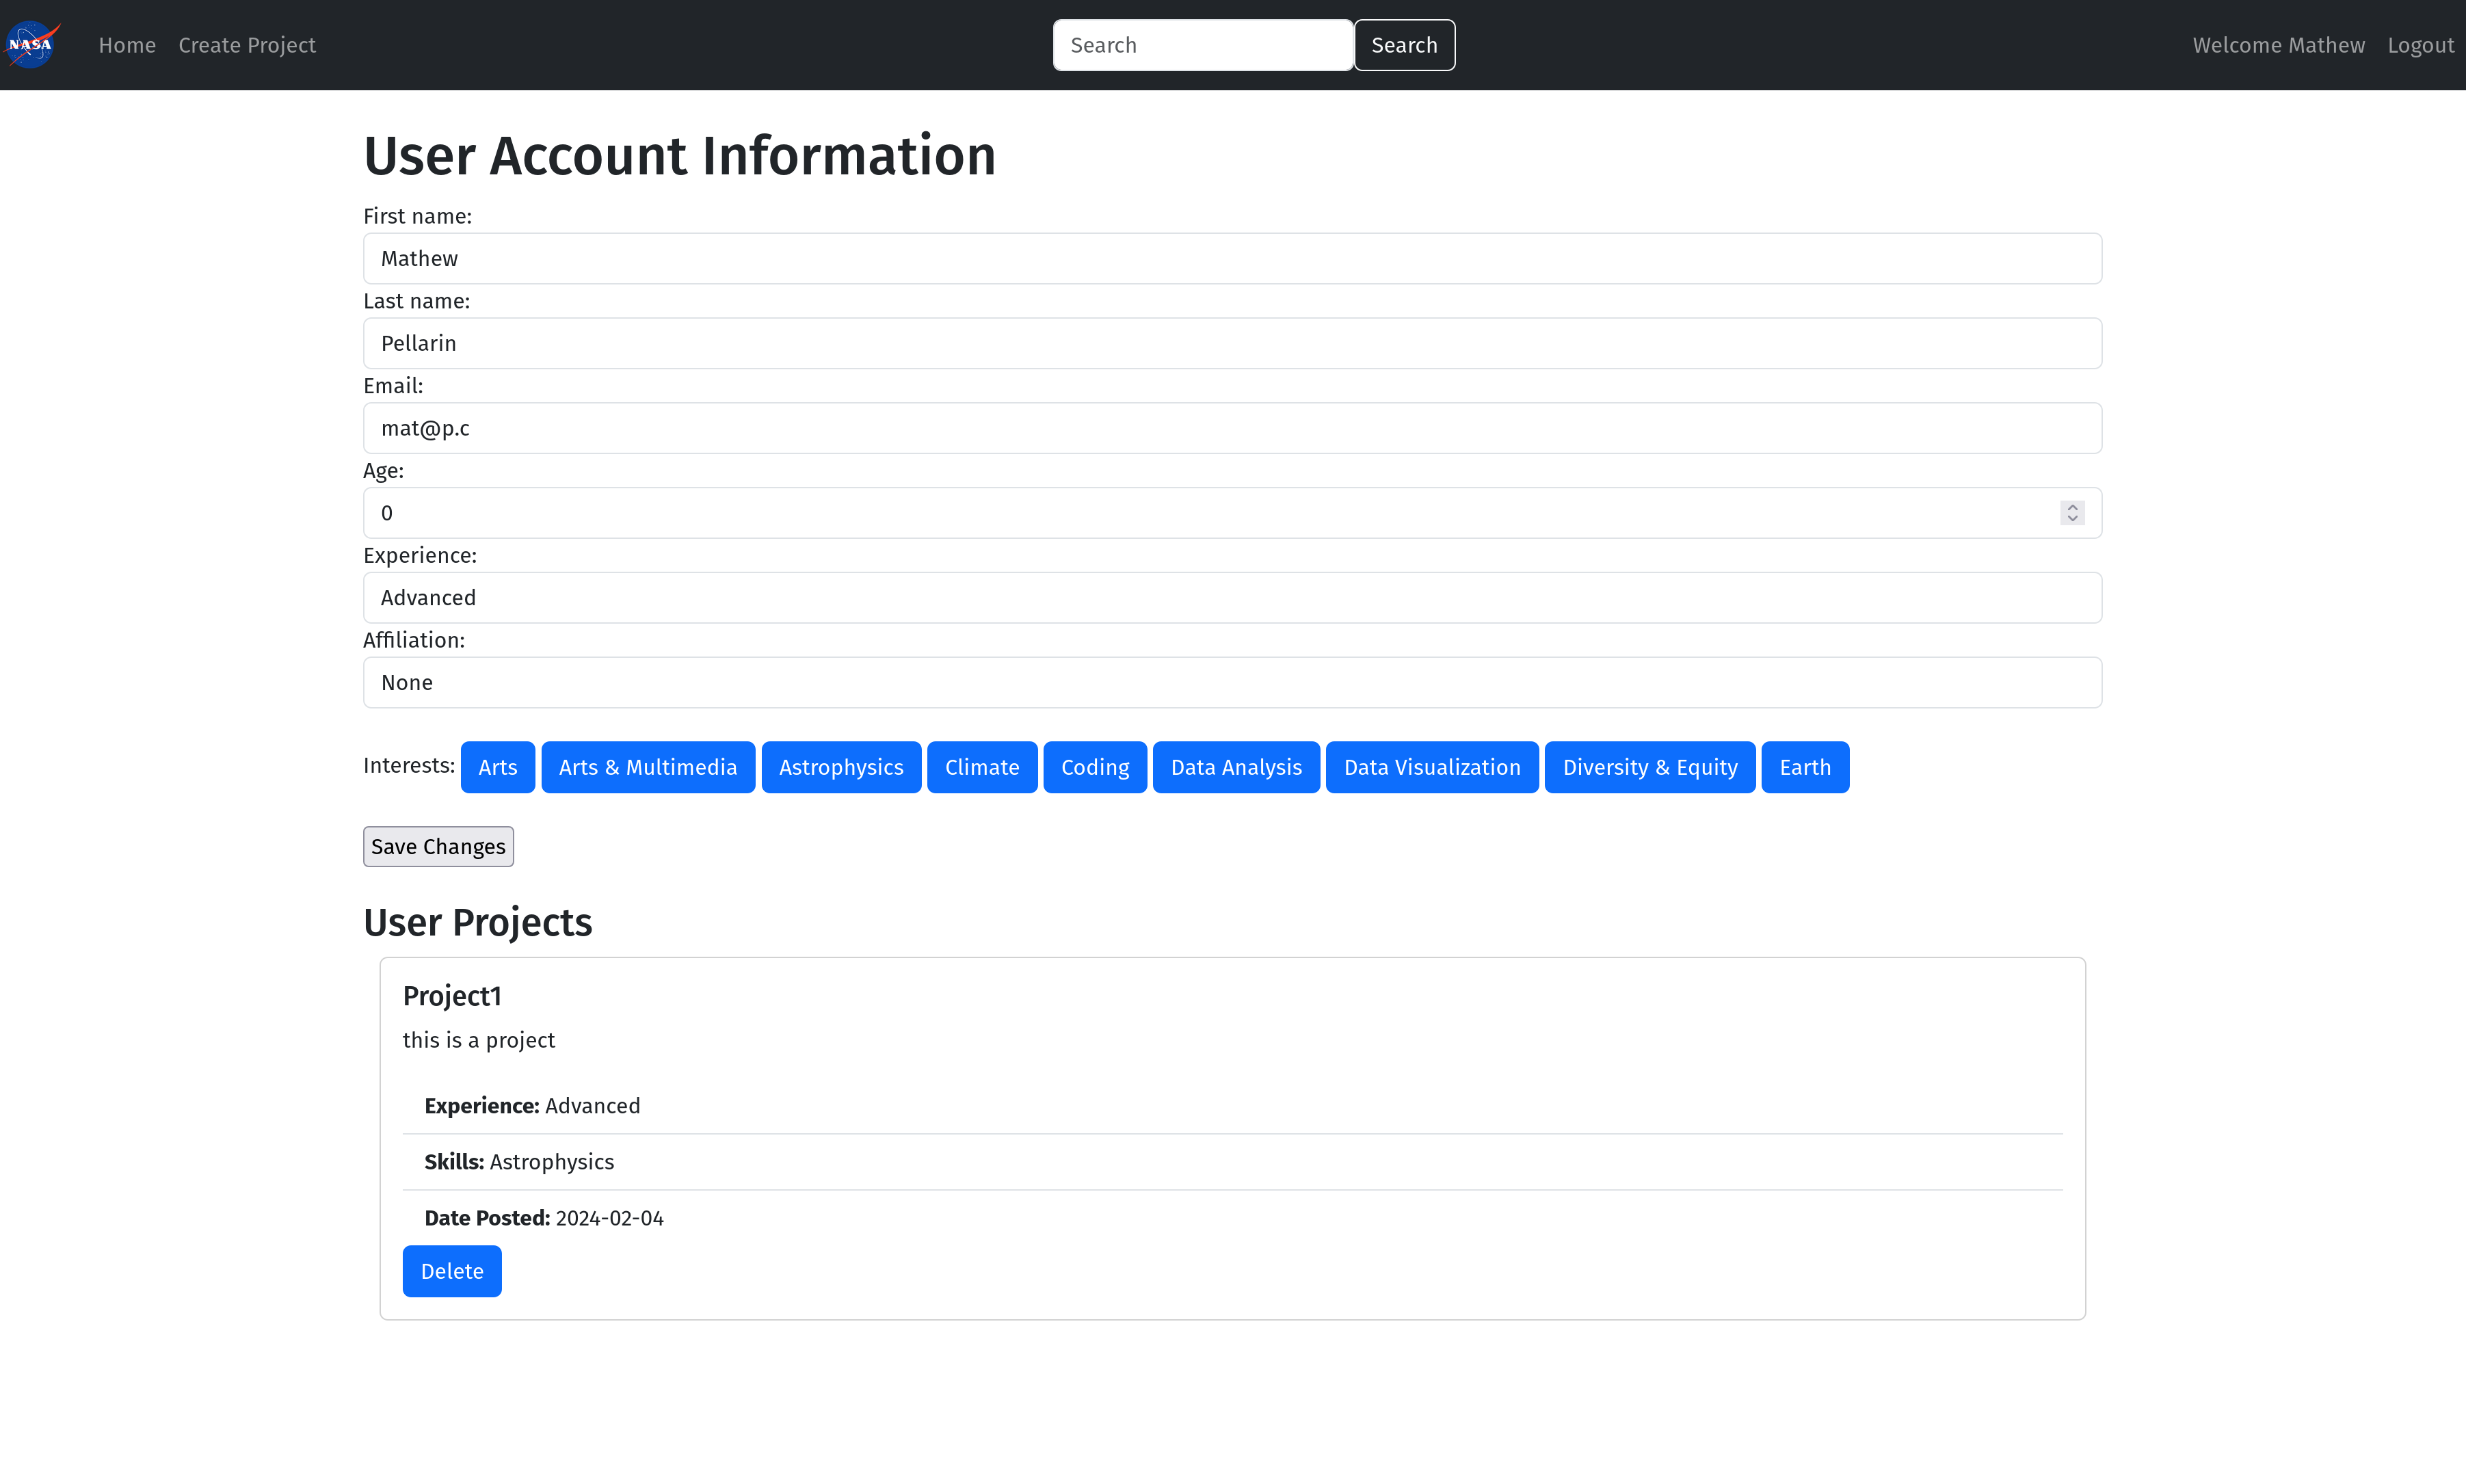 NASA Home Create Project Search Search Welcome Mathew Logout
User Account Information
First name:
Mathew
Last name:
Pellarin
Email:
mat@p.c
Age:
0
Experience:
Advanced
Affiliation:
None
Interests: Arts Arts & Multimedia Astrophysics Climate Coding Data Analysis Data Visualization Diversity & Equity Earth
Save Changes
User Projects
Project1
this is a project
Experience: Advanced
Skills: Astrophysics
Date Posted: 2024-02-04
Delete